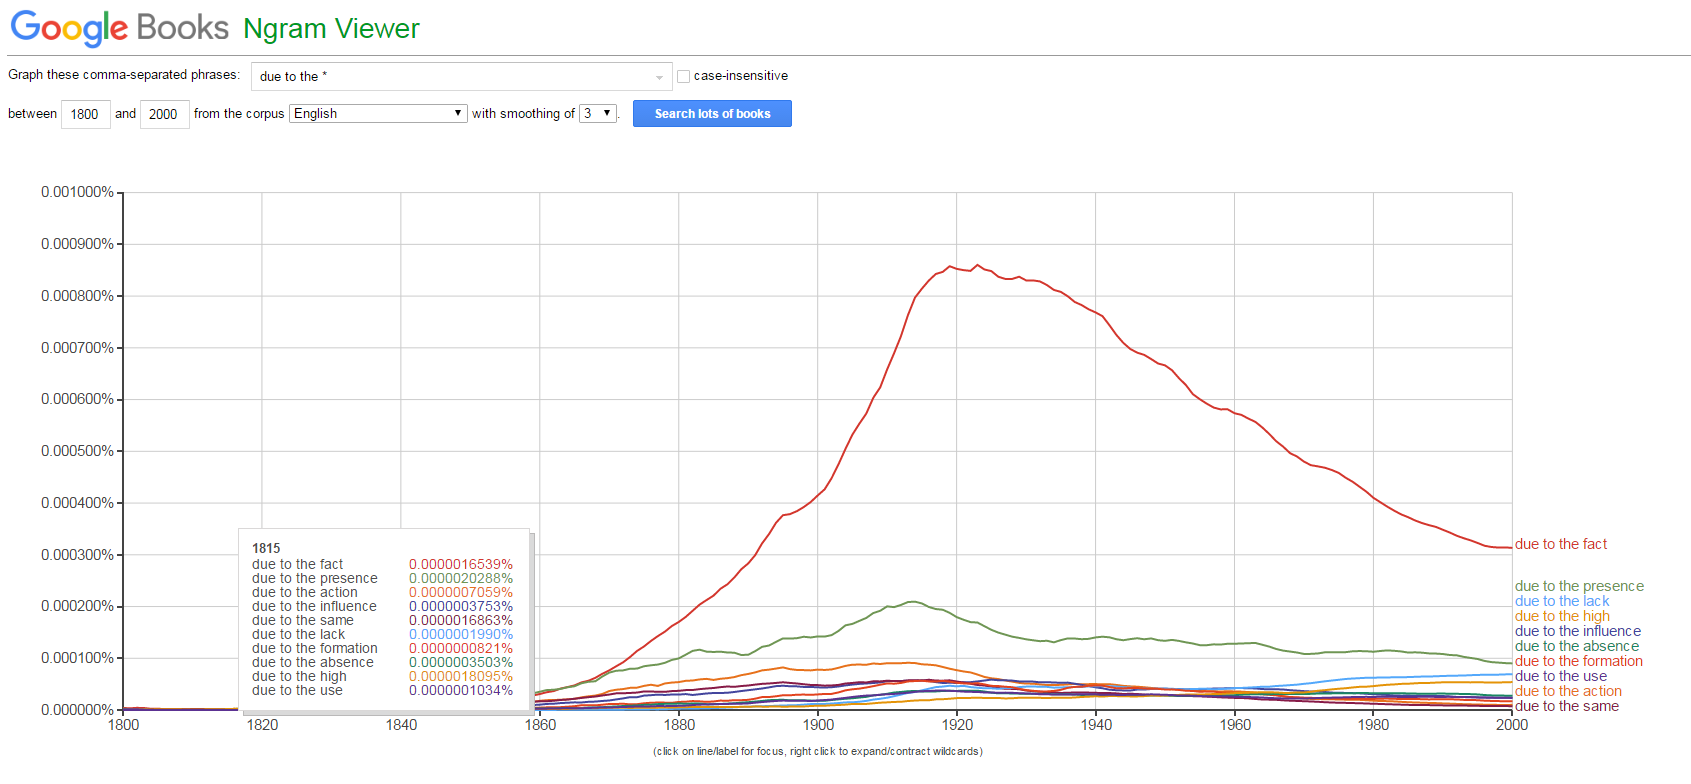 Google Books Ngram Viewer
Graph these comma-separated phrases: due to the * case-insensitive
between 1800 and 2000 from the corpus English with smoothing of 3 . Search lots of books
0.001000%
0.000900%
0.000800%
0.000700%
0.000600%
0.000500%
0.000400%
0.000300%
0.000200%
0.000100%
0.000000%
1815
due to the fact 0.0000016539%
due to the presence 0.0000020288%
due to the action 0.0000007059%
due to the influence 0.0000003753%
due to the same 0.0000016863%
due to the lack 0.0000001990%
due to the formation 0.0000000821%
due to the absence 0.0000003503%
due to the high 0.0000018095%
due to the use 0.0000001034%
due to the fact
due to the presence
due to the lack
due to the high
due to the influence
due to the absence
due to the formation
due to the use
due to the action
due to the same
1800 1820 1840 1860 1880 1900 1920 1940 1960 1980 2000
(click on line/label for focus, right click to expand/contract wildcards)